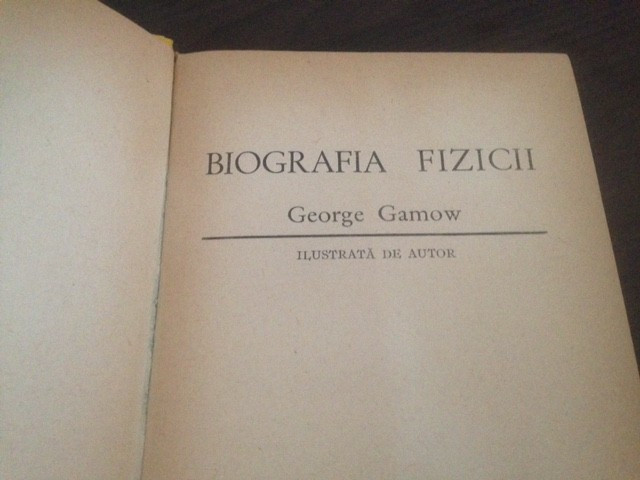 BIOGRAFIA FIZICII
George Gamow
ILUSTRATĂ DE AUTOR